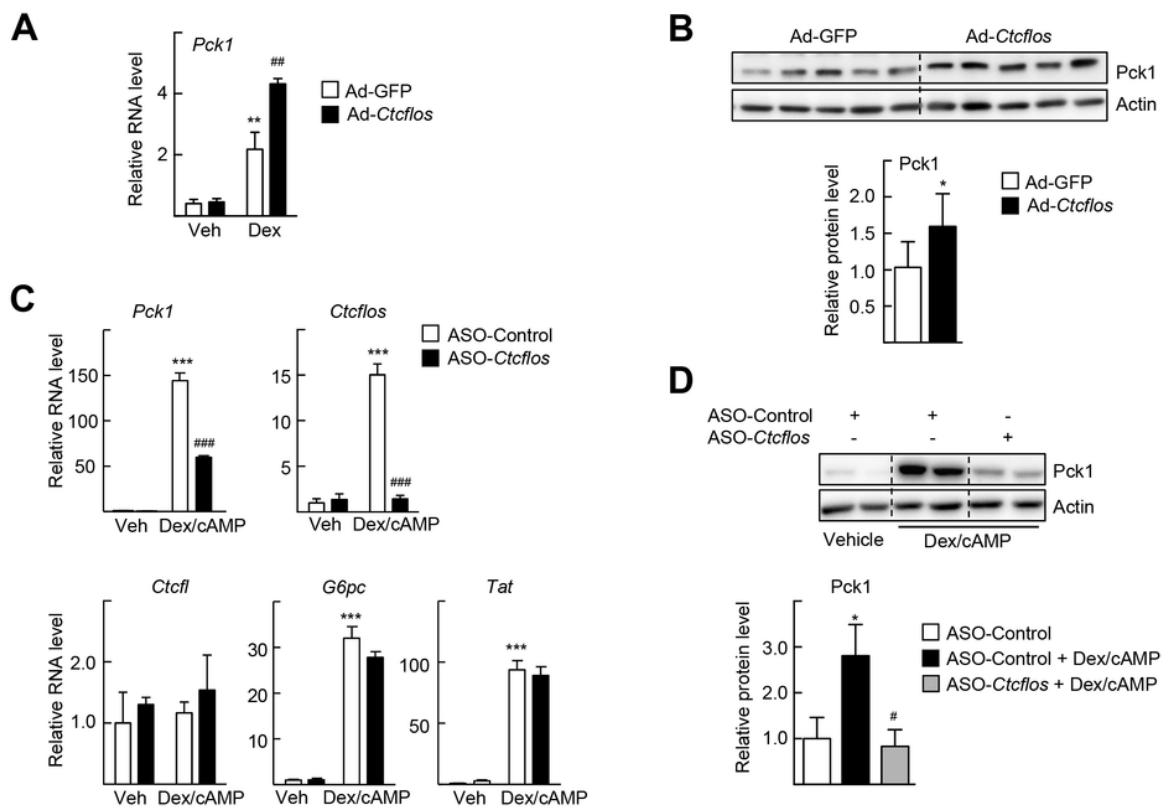 A
Pck1
Relative RNA level
4
2
**
##
Veh
Dex
Ad-GFP
Ad-Ctcflos
B
Ad-GFP
Ad-Ctcflos
Pck1
Actin
Pck1
Relative protein level
2.0
1.5
1.0
0.5
*
Ad-GFP
Ad-Ctcflos
C
Pck1
Relative RNA level
150
100
50
***
###
Veh
Dex/cAMP
Ctcflos
15
10
5
***
###
Veh
Dex/cAMP
ASO-Control
ASO-Ctcflos
Ctcfl
Relative RNA level
2.0
1.0
Veh
Dex/cAMP
G6pc
30
20
10
***
Veh
Dex/cAMP
Tat
100
50
***
Veh
Dex/cAMP
D
ASO-Control + + -
ASO-Ctcflos - - +
Pck1
Actin
Vehicle
Dex/cAMP
Pck1
Relative protein level
3.0
2.0
1.0
*
#
ASO-Control
ASO-Control + Dex/cAMP
ASO-Ctcflos + Dex/cAMP